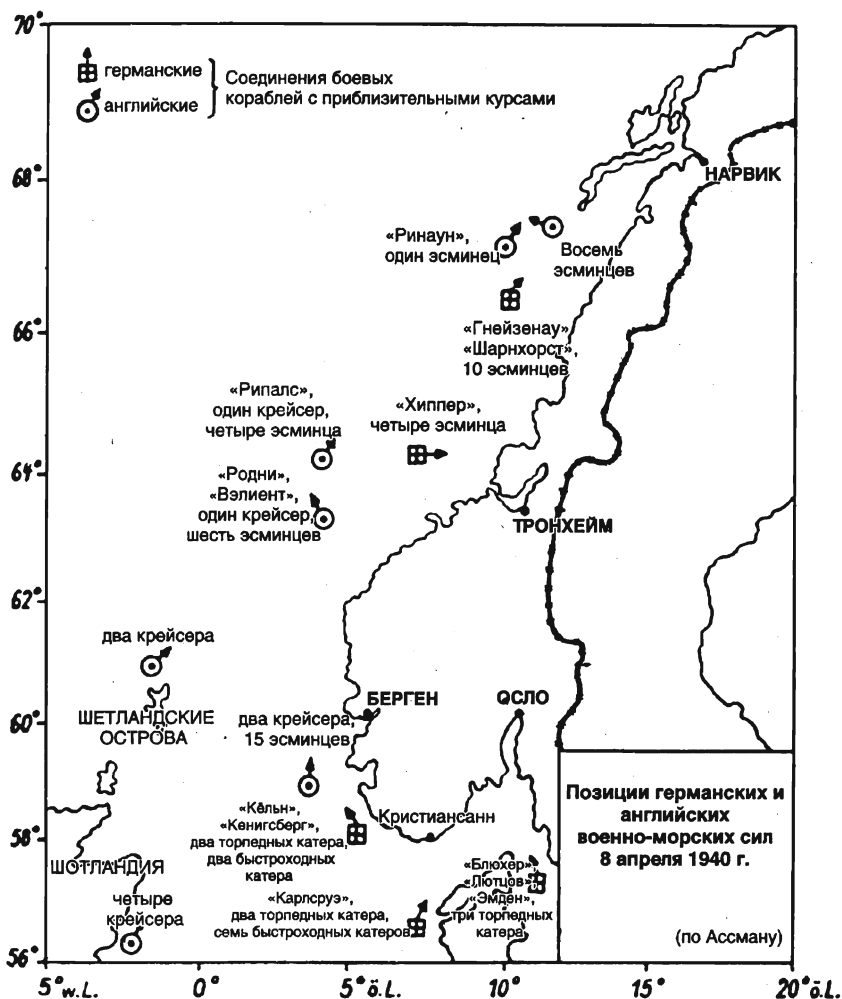 70°
германские
английские
Соединения боевых
кораблей с приблизительными курсами
68°
НАРВИК
«Ринаун»,
один эсминец
Восемь
эсминцев
66°
«Гнейзенау»
«Шарнхорст»,
10 эсминцев
«Рипалс»,
один крейсер,
четыре эсминца
«Хиппер»,
четыре эсминца
64°
«Родни»,
«Вэлиент»,
один крейсер,
шесть эсминцев
ТРОНХЕЙМ
62°
два крейсера
БЕРГЕН
ОСЛО
60°
ШЕТЛАНДСКИЕ
ОСТРОВА
два крейсера,
15 эсминцев
«Кёльн»,
«Кенигсберг»,
два торпедных катера,
два быстроходных
катера
Кристиансанн
58°
ШОТЛАНДИЯ
четыре
крейсера
«Карлсруэ»,
два торпедных катера,
семь быстроходных катеров
«Блюхер»
«Лютцов»,
«Эмден»,
три торпедных
катера
Позиции германских и
английских
военно-морских сил
8 апреля 1940 г.
(по Ассману)
56°
5° w.L.
0°
5° ö.L.
10°
15°
20° ö.L.